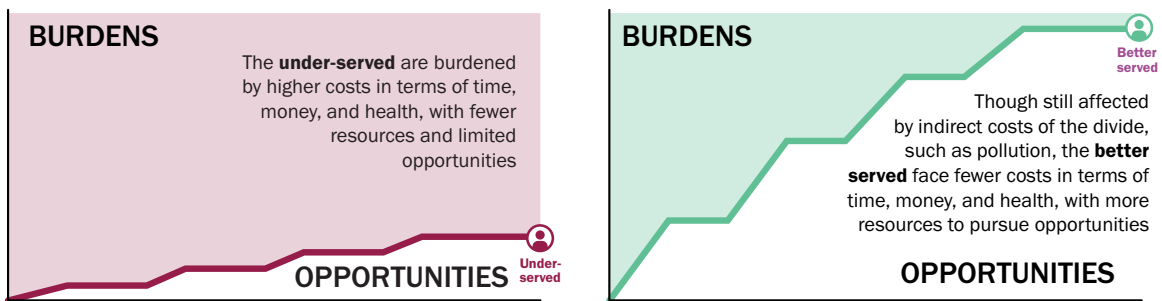 BURDENS
The under-served are burdened
by higher costs in terms of time,
money, and health, with fewer
resources and limited
opportunities
OPPORTUNITIES
Under-
served
BURDENS
Better
served
Though still affected
by indirect costs of the divide,
such as pollution, the better
served face fewer costs in terms of
time, money, and health, with more
resources to pursue opportunities
OPPORTUNITIES